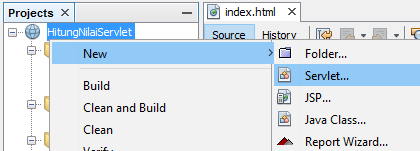 Projects
index.html
HitungNilaiServlet
Source
History
New
Folder...
Servlet...
JSP...
Java Class...
Report Wizard...
Build
Clean and Build
Clean
Verify